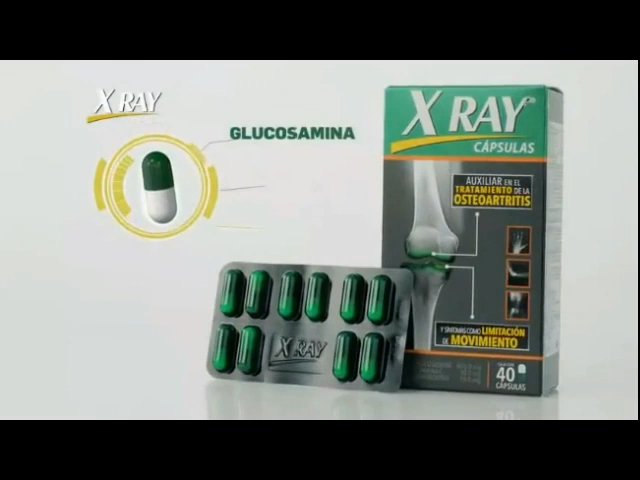 X RAY
GLUCOSAMINA
X RAY
CÁPSULAS
AUXILIAR EN EL
TRATAMIENTO DE LA
OSTEOARTRITIS
Y SÍNTOMAS COMO LIMITACIÓN
DE MOVIMIENTO
40
CÁPSULAS
X RAY